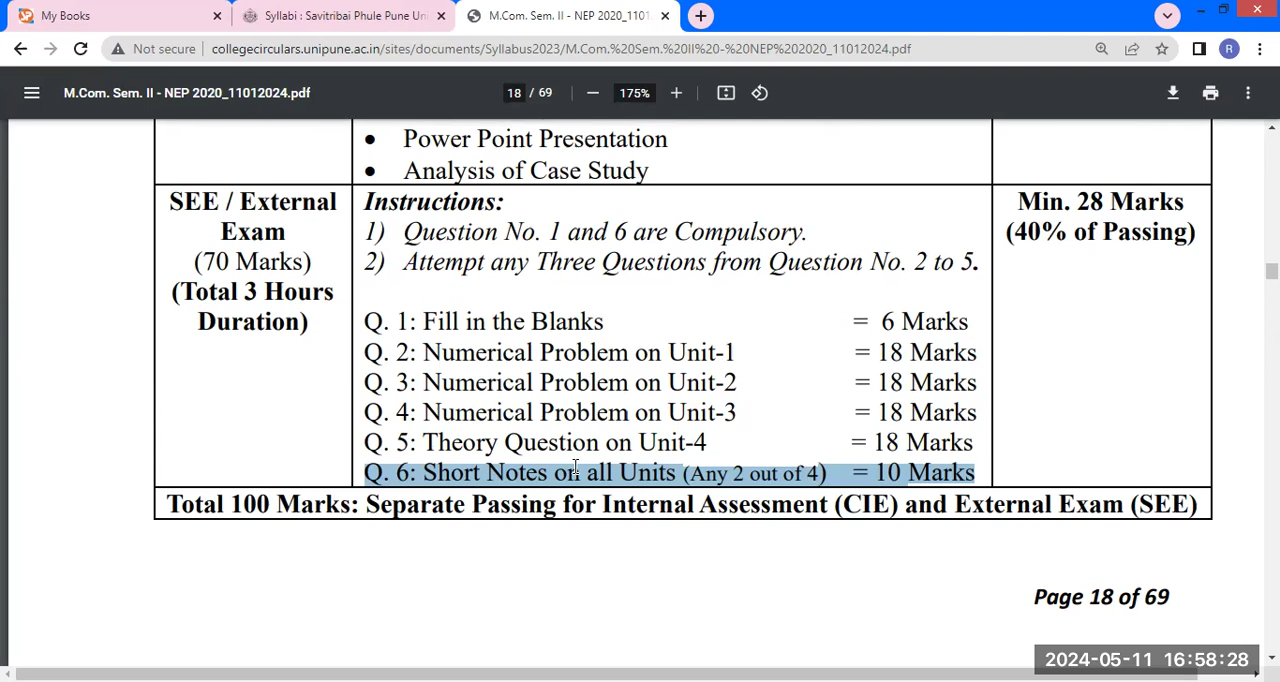 My Books
Syllabi : Savitribai Phule Pune Uni
M.Com. Sem. II - NEP 2020_1101
Not secure
collegecirculars.unipune.ac.in/sites/documents/Syllabus2023/M.Com.%20Sem.%20II%20-%20NEP%202020_11012024.pdf
R
M.Com. Sem. II - NEP 2020_11012024.pdf
18 / 69
175%
• Power Point Presentation
• Analysis of Case Study
SEE / External
Exam
(70 Marks)
(Total 3 Hours
Duration)
Instructions:
1) Question No. 1 and 6 are Compulsory.
2) Attempt any Three Questions from Question No. 2 to 5.
Q. 1: Fill in the Blanks = 6 Marks
Q. 2: Numerical Problem on Unit-1 = 18 Marks
Q. 3: Numerical Problem on Unit-2 = 18 Marks
Q. 4: Numerical Problem on Unit-3 = 18 Marks
Q. 5: Theory Question on Unit-4 = 18 Marks
Q. 6: Short Notes on all Units (Any 2 out of 4) = 10 Marks
Min. 28 Marks
(40% of Passing)
Total 100 Marks: Separate Passing for Internal Assessment (CIE) and External Exam (SEE)
Page 18 of 69
2024-05-11 16:58:28